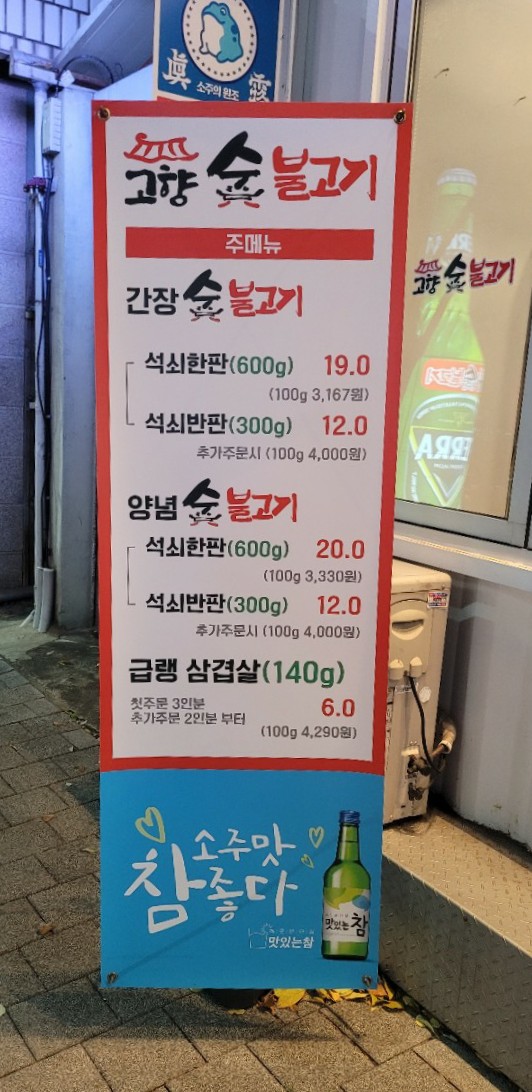 眞 露
소주의 원조
고향 숯불고기
주메뉴
간장 숯불고기
석쇠한판(600g) 19.0
(100g 3,167원)
석쇠반판(300g) 12.0
추가주문시 (100g 4,000원)
양념 숯불고기
석쇠한판(600g) 20.0
(100g 3,330원)
석쇠반판(300g) 12.0
추가주문시 (100g 4,000원)
급랭 삼겹살(140g)
첫주문 3인분
추가주문 2인분 부터
6.0
(100g 4,290원)
소주맛
참좋다
맛있는참
맛있는 참
고향 숯불고기
ERRA